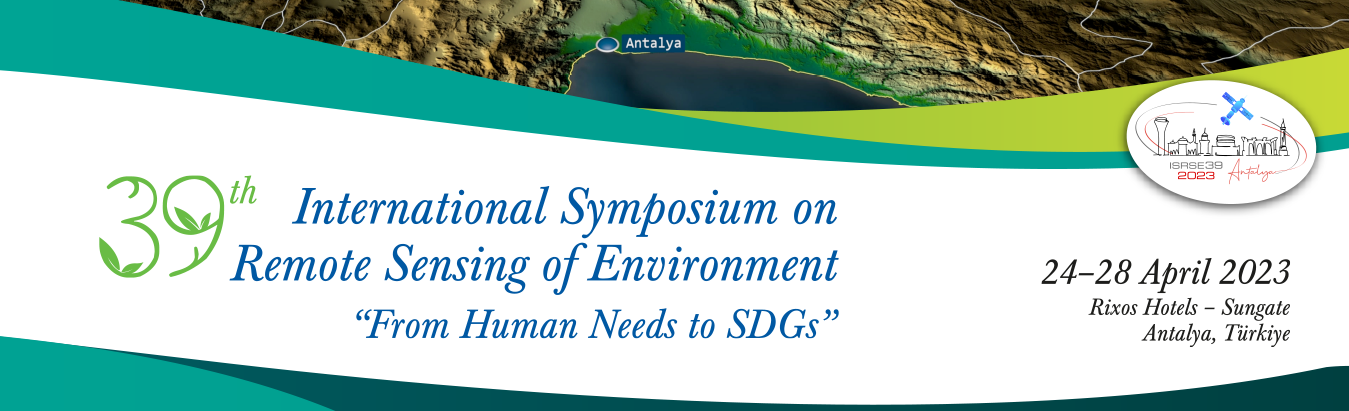 Antalya
39th International Symposium on
Remote Sensing of Environment
“From Human Needs to SDGs”
ISRSE39
2023 Antalya
24–28 April 2023
Rixos Hotels – Sungate
Antalya, Türkiye